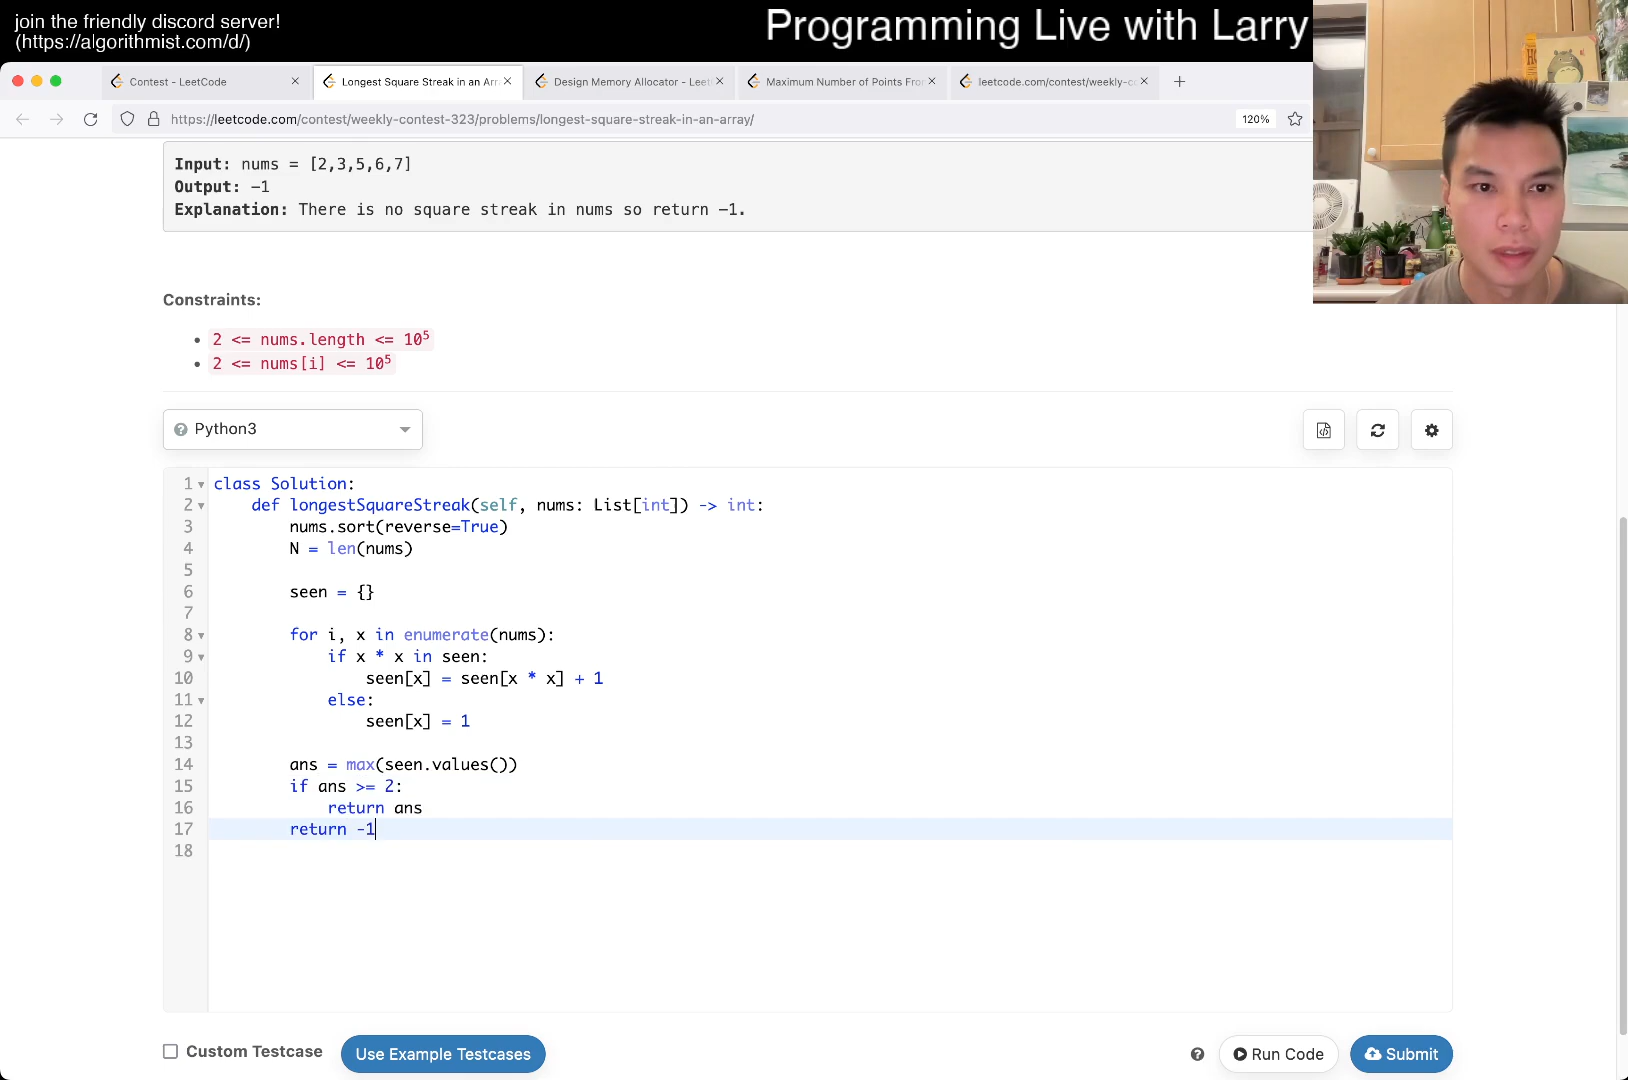 join the friendly discord server!
(https://algorithmist.com/d/)
Programming Live with Larry
Contest - LeetCode
Longest Square Streak in an Arr
Design Memory Allocator - Leet
Maximum Number of Points Fro
leetcode.com/contest/weekly-c
https://leetcode.com/contest/weekly-contest-323/problems/longest-square-streak-in-an-array/
120%
Input: nums = [2,3,5,6,7]
Output: -1
Explanation: There is no square streak in nums so return -1.
Constraints:
• 2 <= nums.length <= 10⁵
• 2 <= nums[i] <= 10⁵
Python3
1 class Solution:
2 def longestSquareStreak(self, nums: List[int]) -> int:
3 nums.sort(reverse=True)
4 N = len(nums)
5
6 seen = {}
7
8 for i, x in enumerate(nums):
9 if x * x in seen:
10 seen[x] = seen[x * x] + 1
11 else:
12 seen[x] = 1
13
14 ans = max(seen.values())
15 if ans >= 2:
16 return ans
17 return -1
18
Custom Testcase
Use Example Testcases
Run Code
Submit